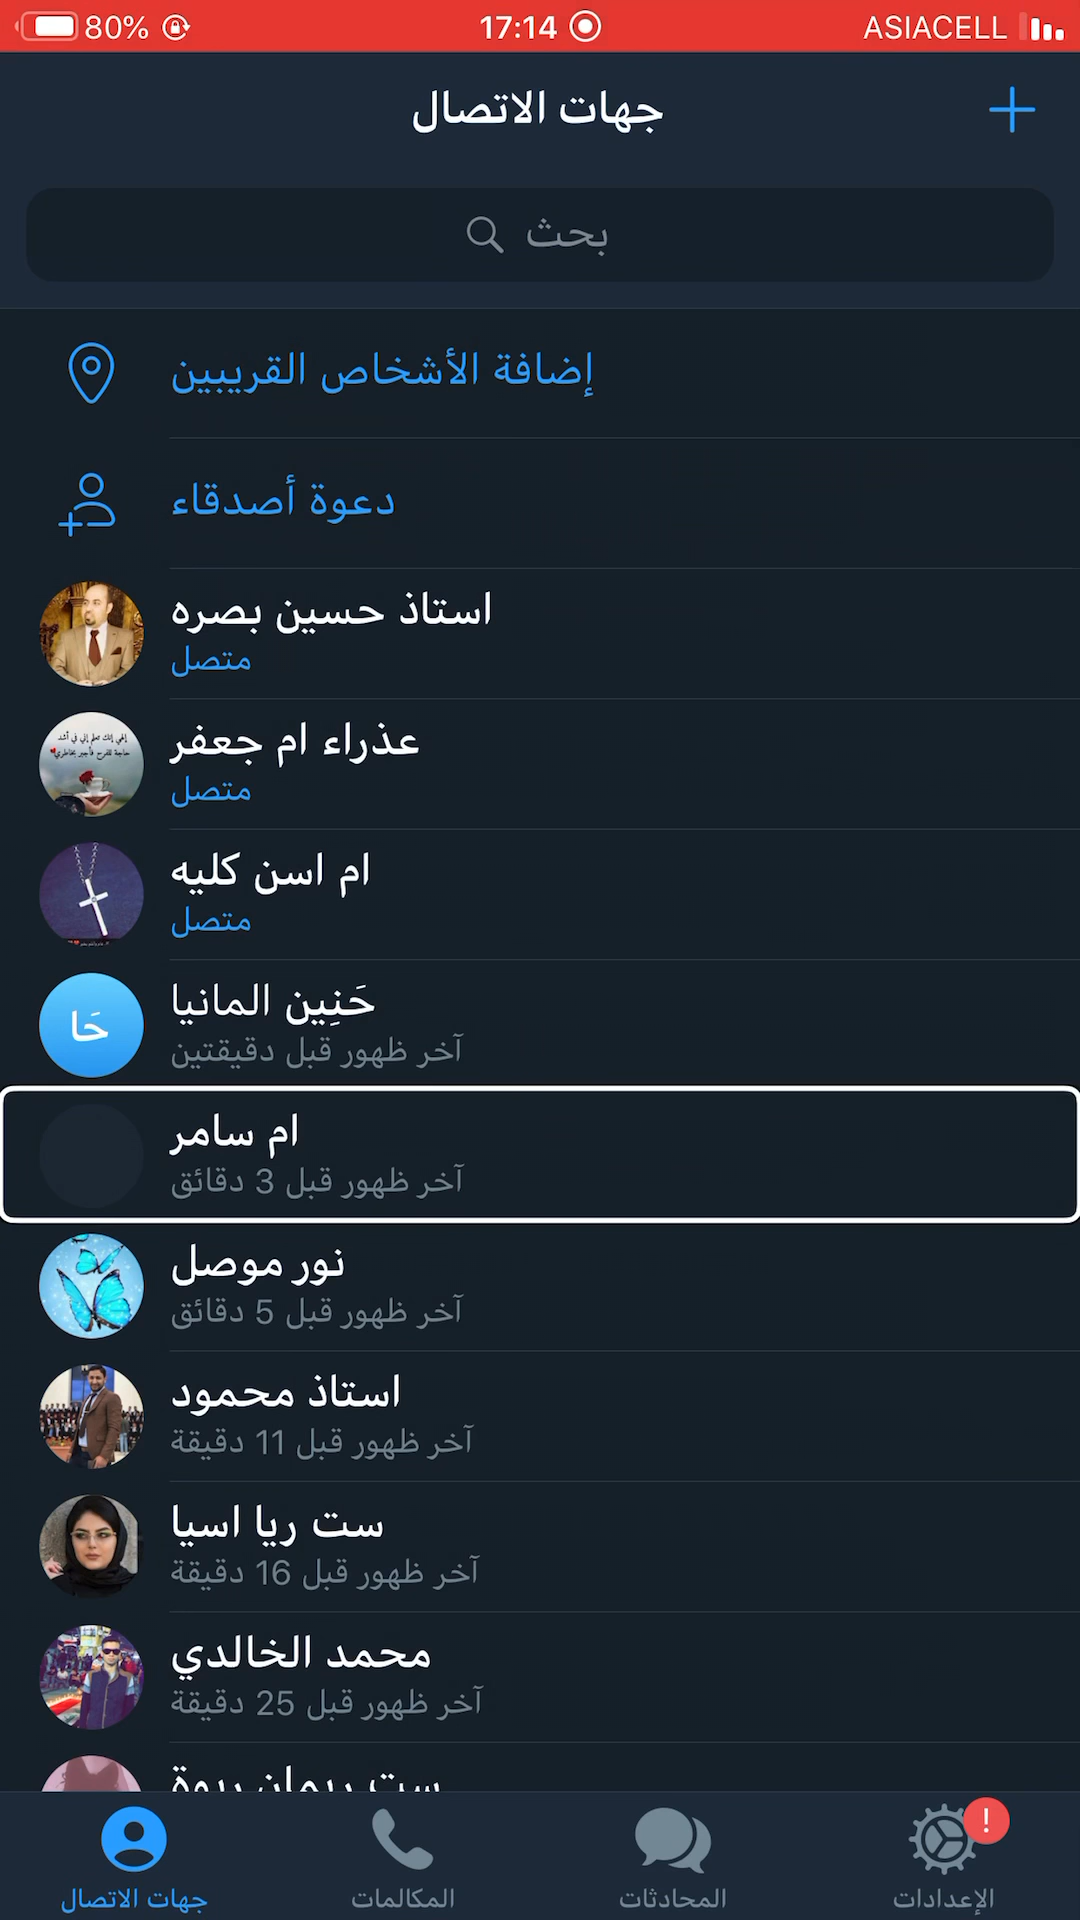 80%
17:14
ASIACELL
جهات الاتصال
بحث
إضافة الأشخاص القريبين
دعوة أصدقاء
استاذ حسين بصره
متصل
عذراء ام جعفر
متصل
ام اسن كليه
متصل
حَا
حَنِين المانيا
آخر ظهور قبل دقيقتين
ام سامر
آخر ظهور قبل 3 دقائق
نور موصل
آخر ظهور قبل 5 دقائق
استاذ محمود
آخر ظهور قبل 11 دقيقة
ست ريا اسيا
آخر ظهور قبل 16 دقيقة
محمد الخالدي
آخر ظهور قبل 25 دقيقة
ست
جهات الاتصال
المكالمات
المحادثات
الإعدادات
!